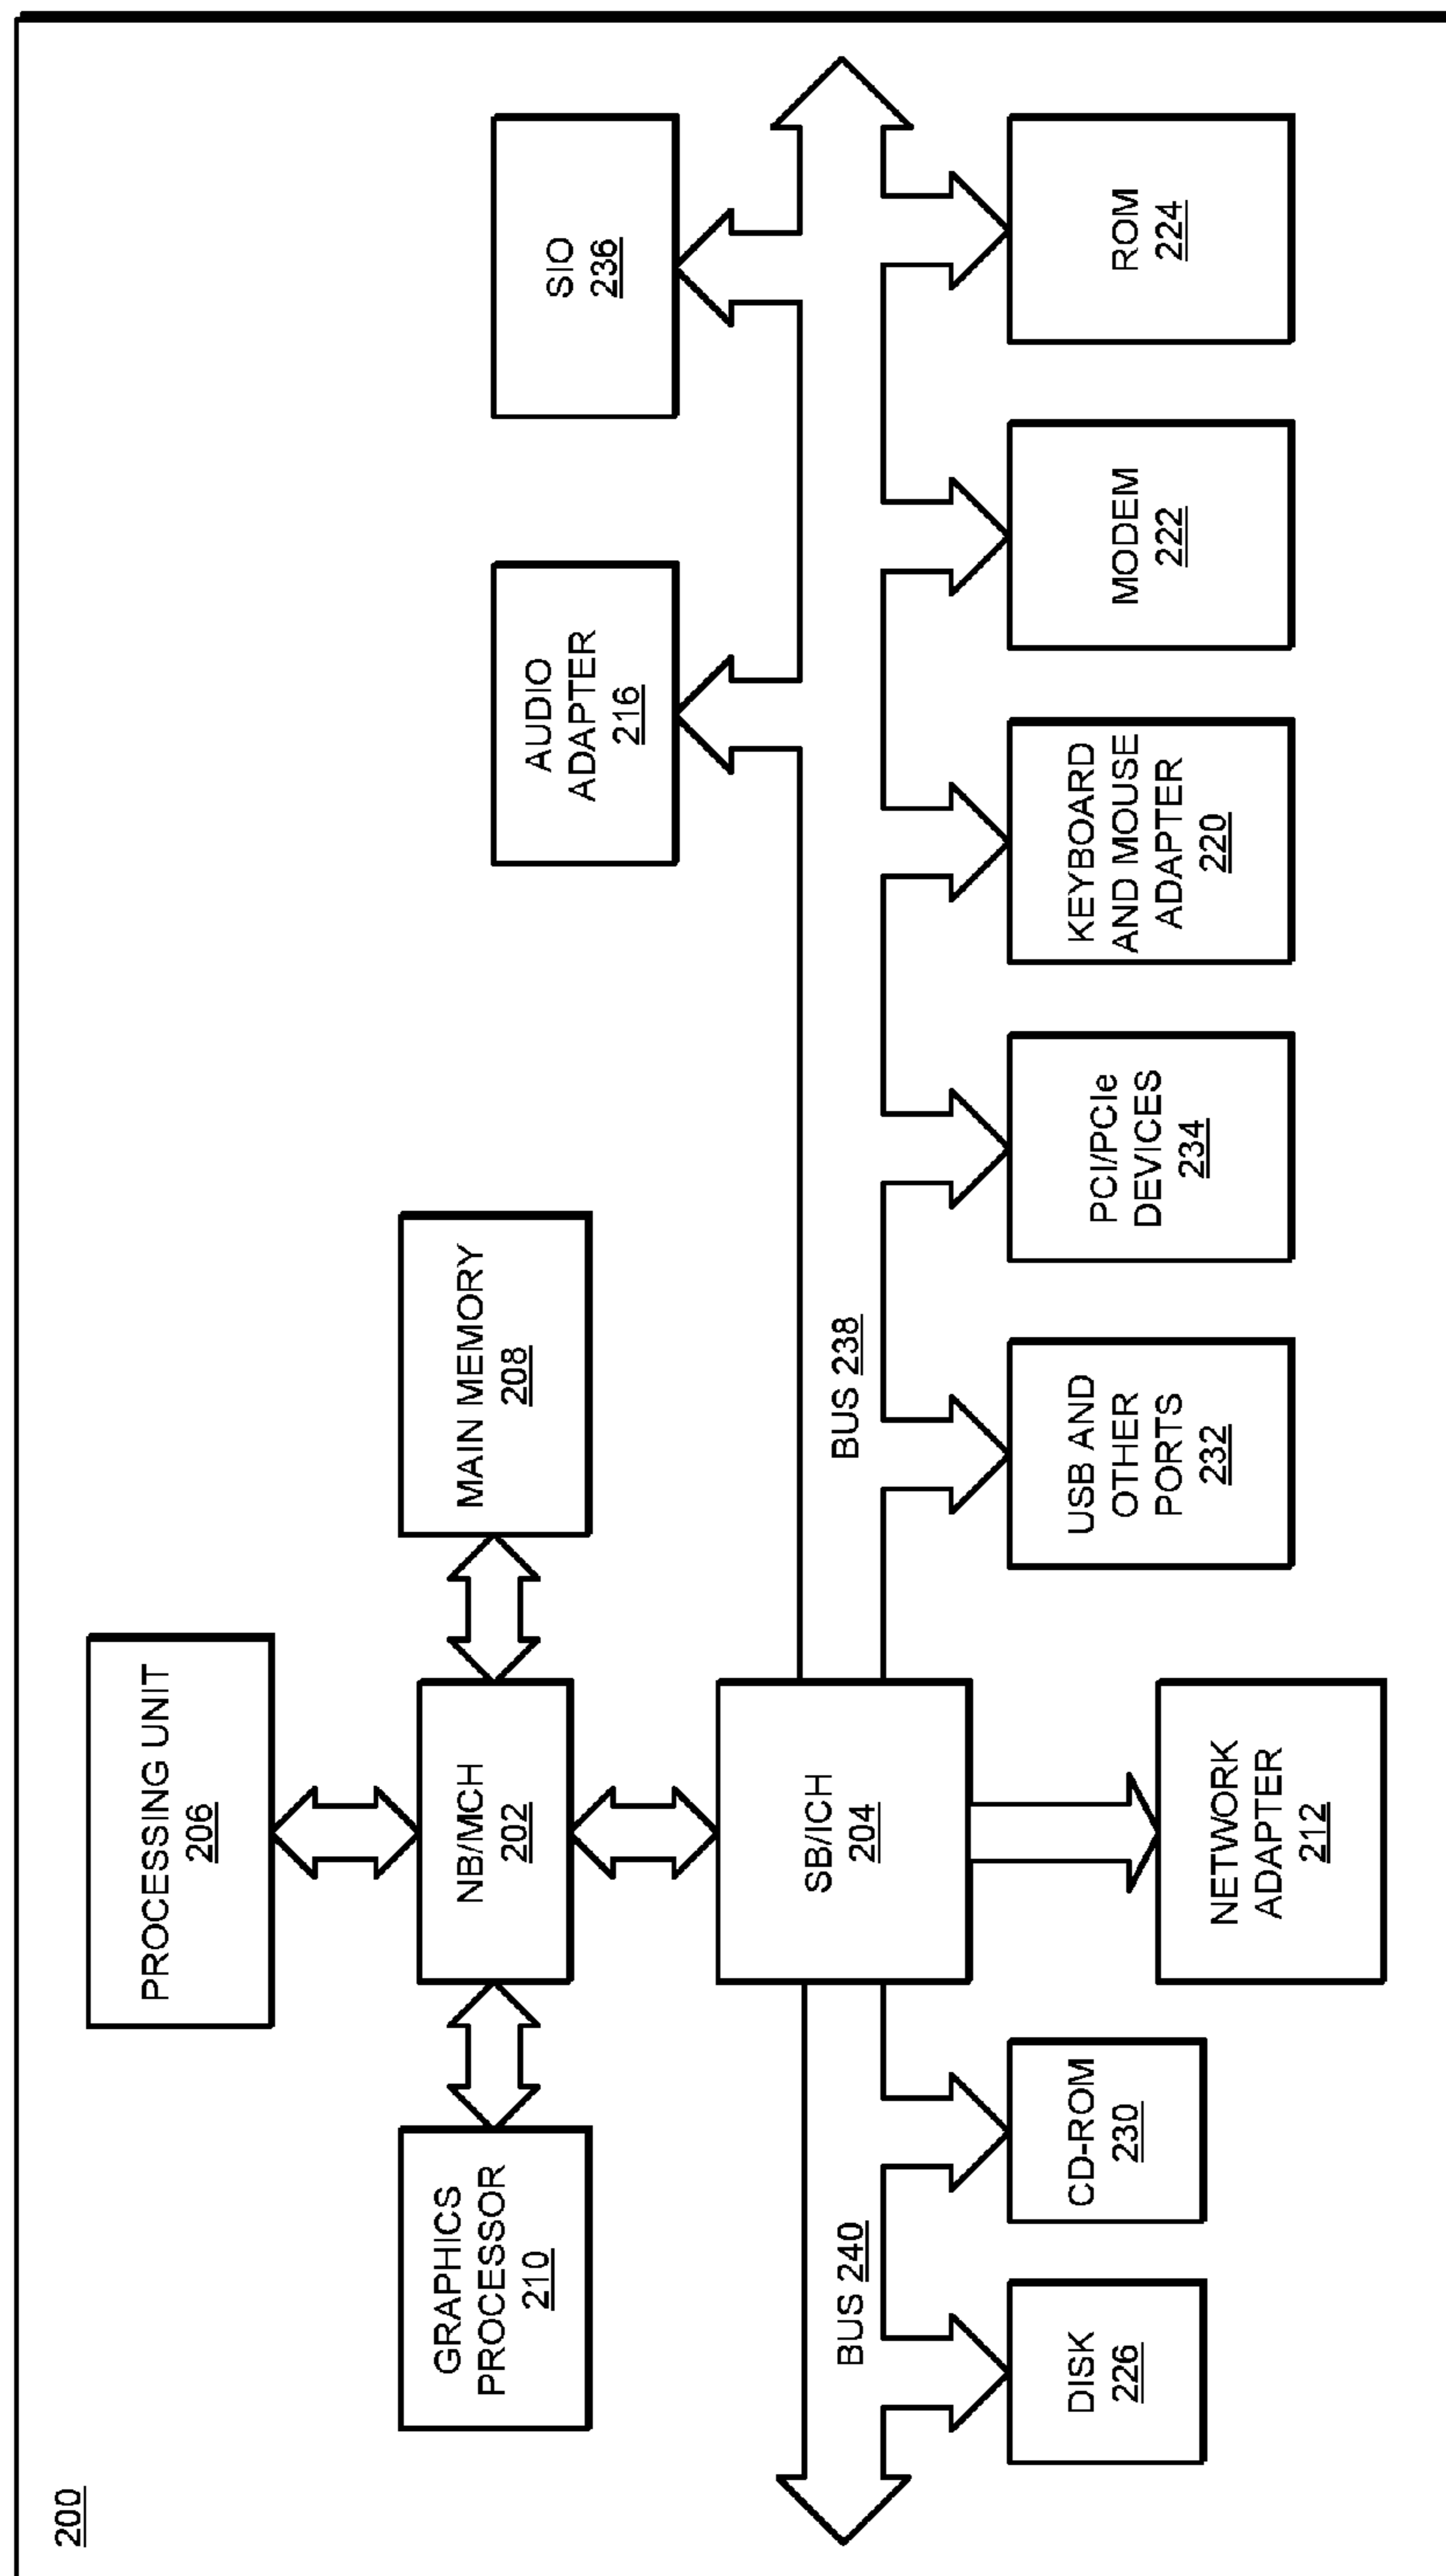 200
PROCESSING UNIT
206
GRAPHICS
PROCESSOR
210
NB/MCH
202
MAIN MEMORY
208
AUDIO
ADAPTER
216
SIO
236
SB/ICH
204
BUS 240
BUS 238
DISK
226
CD-ROM
230
NETWORK
ADAPTER
212
USB AND
OTHER
PORTS
232
PCI/PCIe
DEVICES
234
KEYBOARD
AND MOUSE
ADAPTER
220
MODEM
222
ROM
224